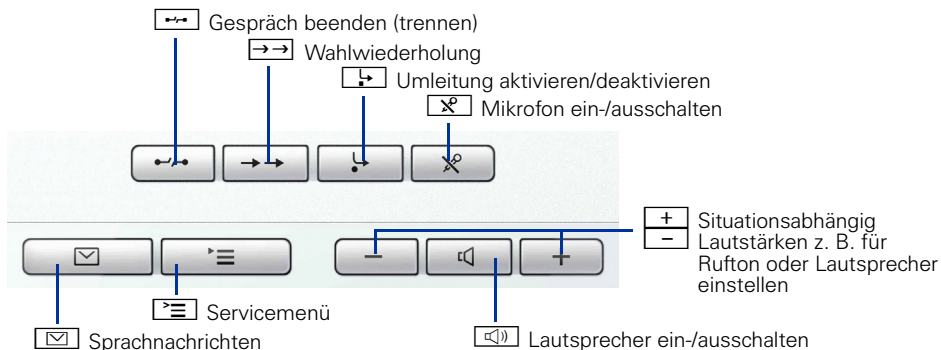 Gespräch beenden (trennen)
Wahlwiederholung
Umleitung aktivieren/deaktivieren
Mikrofon ein-/ausschalten
+ Situationsabhängig
− Lautstärken z. B. für
Rufton oder Lautsprecher
einstellen
− +
Servicemenü
Sprachnachrichten
Lautsprecher ein-/ausschalten